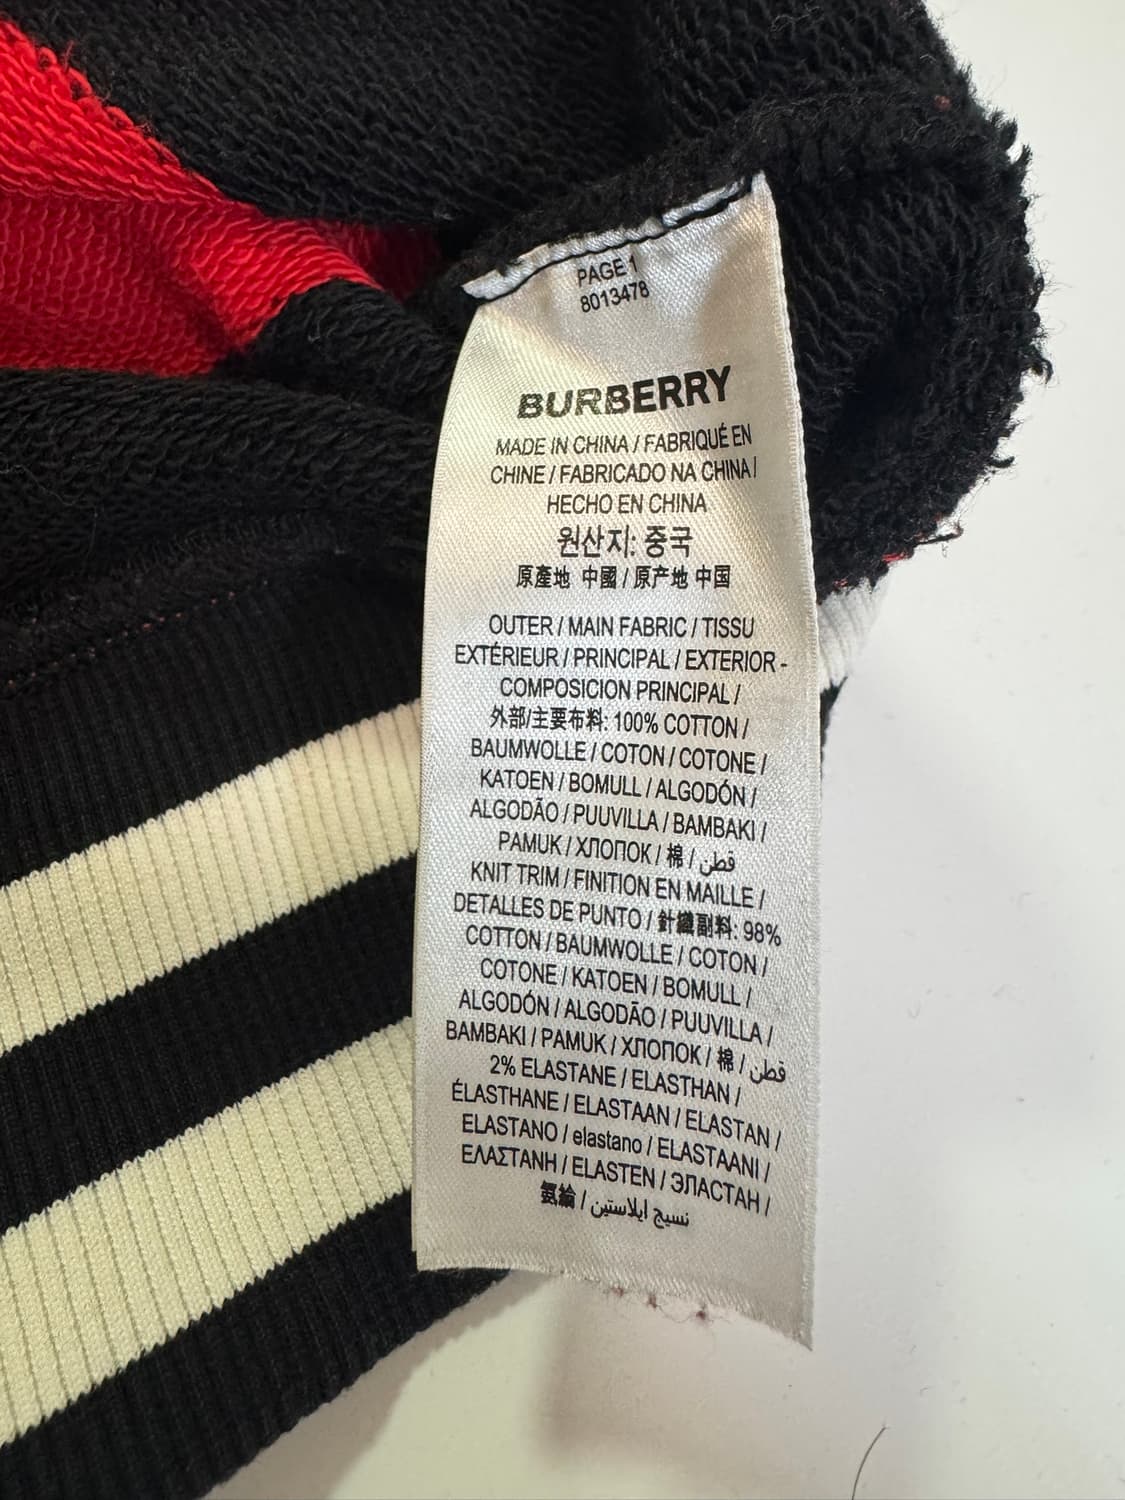 PAGE 1
8013478
BURBERRY
MADE IN CHINA / FABRIQUÉ EN
CHINE / FABRICADO NA CHINA /
HECHO EN CHINA
원산지: 중국
原產地 中國 / 原产地 中国
OUTER / MAIN FABRIC / TISSU
EXTÉRIEUR / PRINCIPAL / EXTERIOR -
COMPOSICION PRINCIPAL /
外部/主要布料: 100% COTTON /
BAUMWOLLE / COTON / COTONE /
KATOEN / BOMULL / ALGODÓN /
ALGODÃO / PUUVILLA / BAMBAKI /
PAMUK / ХЛОПОК / 棉 / قطن
KNIT TRIM / FINITION EN MAILLE /
DETALLES DE PUNTO / 針織副料: 98%
COTTON / BAUMWOLLE / COTON /
COTONE / KATOEN / BOMULL /
ALGODÓN / ALGODÃO / PUUVILLA /
BAMBAKI / PAMUK / ХЛОПОК / 棉 / قطن
2% ELASTANE / ELASTHAN /
ÉLASTHANE / ELASTAAN / ELASTAN /
ELASTANO / elastano / ELASTAANI /
ΕΛΑΣΤΑΝΗ / ELASTEN / ЭЛАСТАН /
氨綸 / نسيج ايلاستين